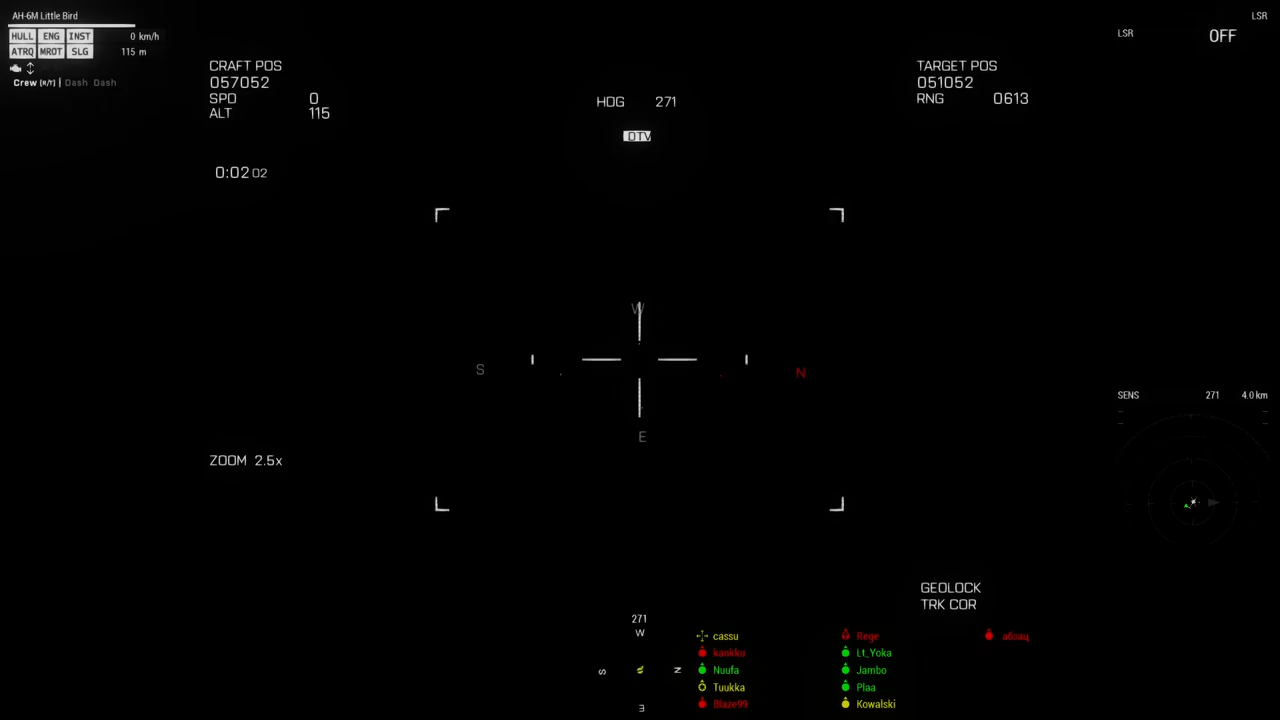 AH-6M Little Bird
HULL ENG INST 0 km/h
ATRQ MROT SLG 115 m
Crew [R/T] | Dash Dash
CRAFT POS
057052
SPD 0
ALT 115
0:02 02
HDG 271
DTV
TARGET POS
051052
RNG 0613
LSR
LSR OFF
W
S
N
E
ZOOM 2.5x
SENS 271 4.0 km
GEOLOCK
TRK COR
271
W
S
N
E
cassu
kankku
Nuufa
Tuukka
Blaze99
Rege
Lt_Yoka
Jambo
Plaa
Kowalski
абзац